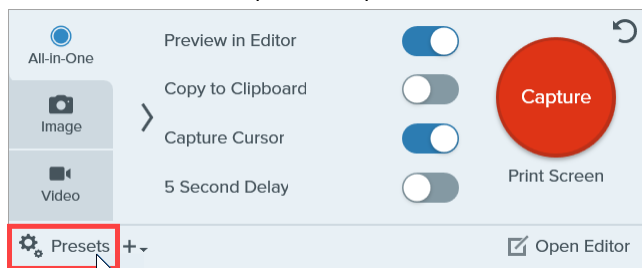 All-in-One
Image
Video
Preview in Editor
Copy to Clipboard
Capture Cursor
5 Second Delay
Capture
Print Screen
Presets
Open Editor